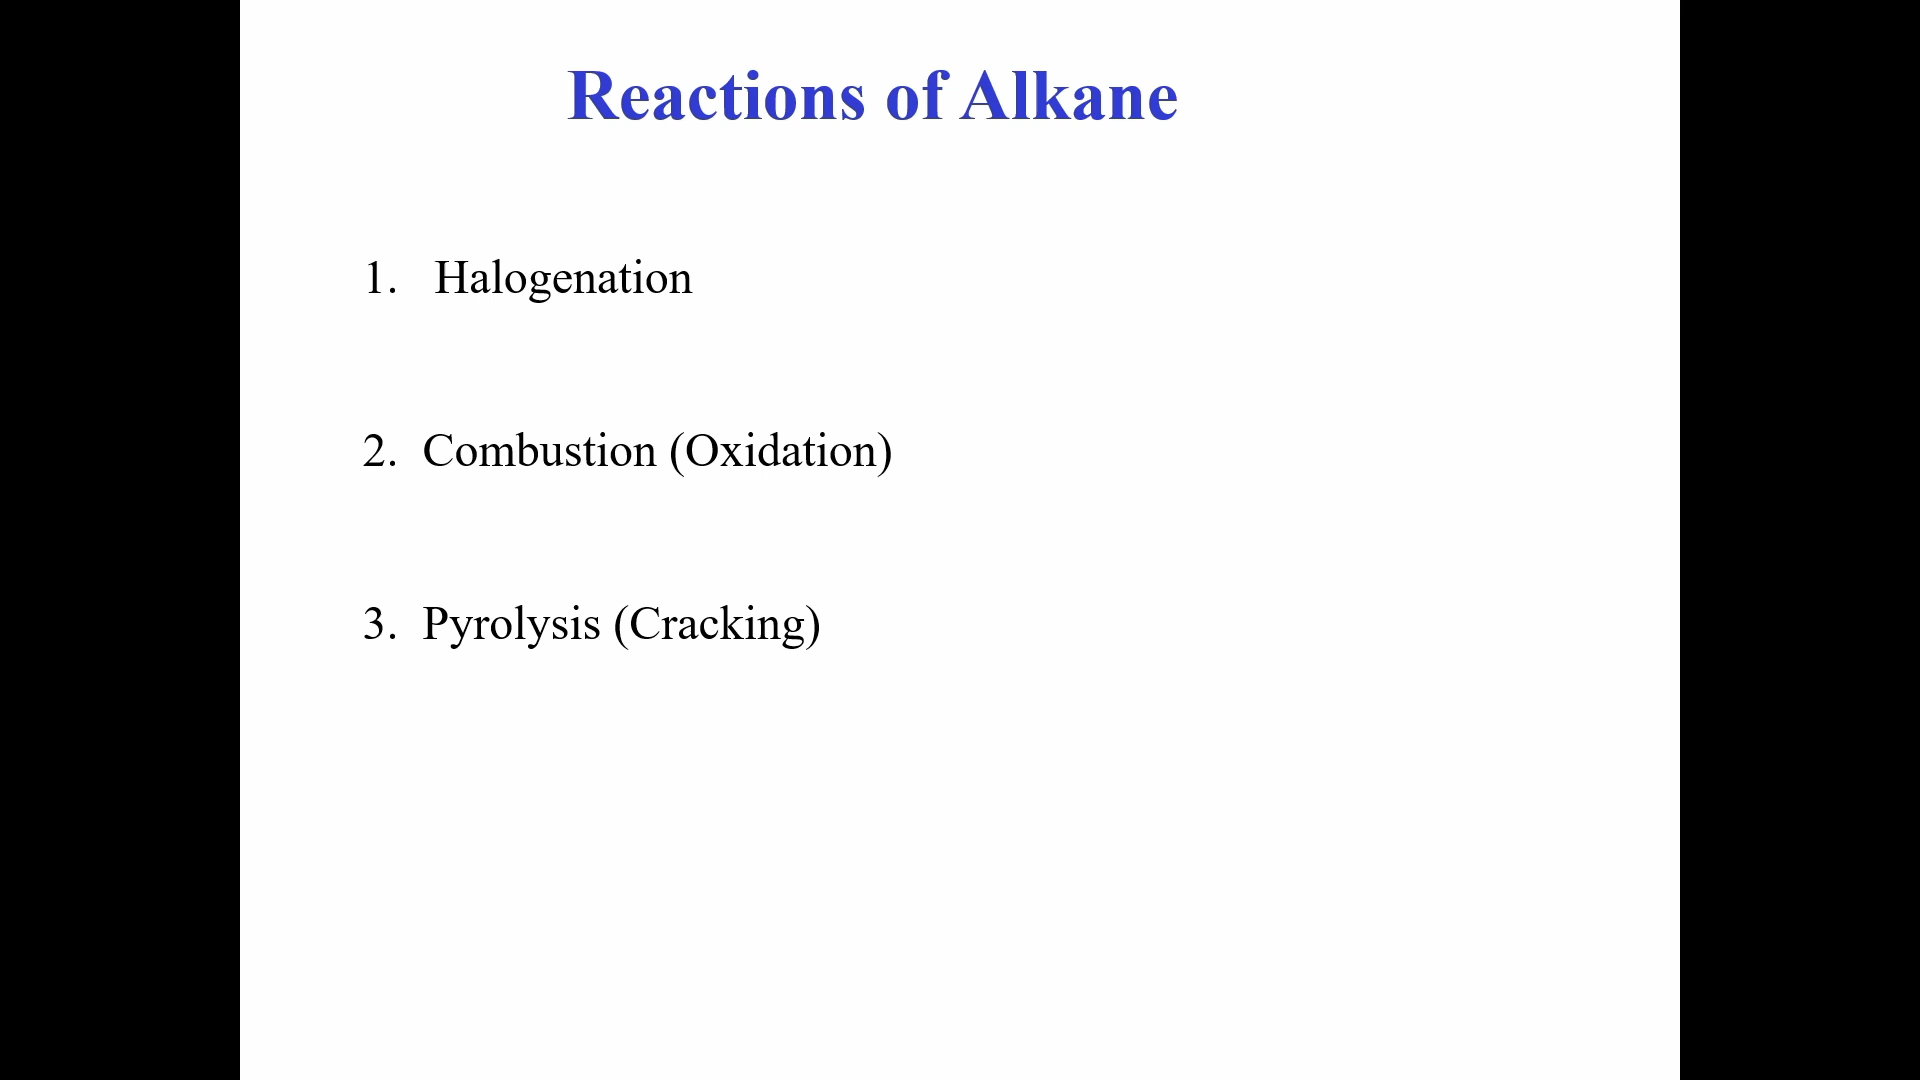 Reactions of Alkane
1. Halogenation
2. Combustion (Oxidation)
3. Pyrolysis (Cracking)